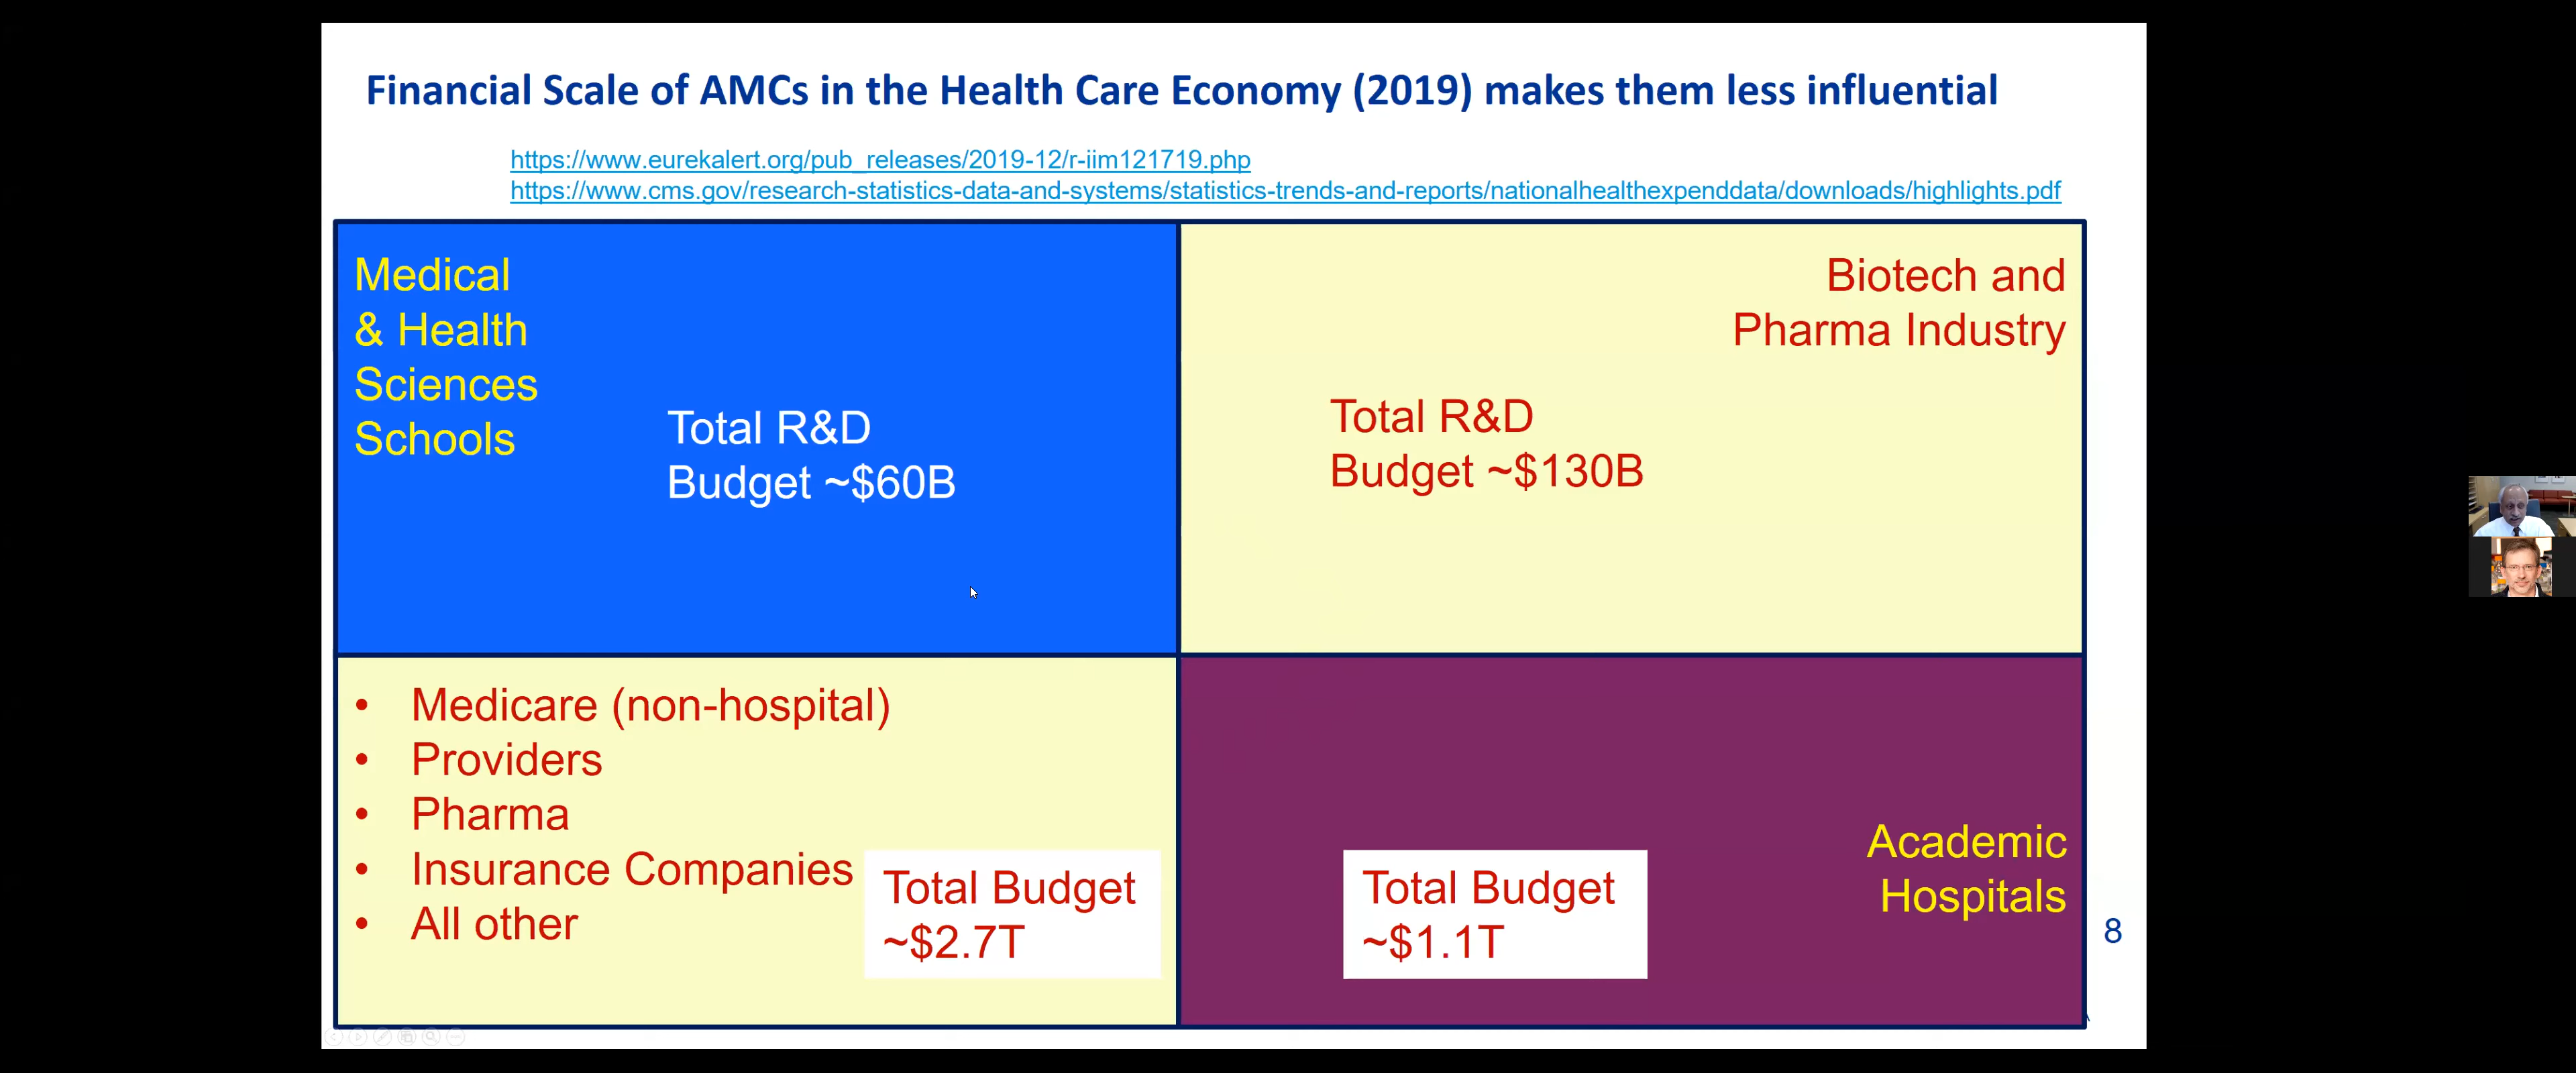 Financial Scale of AMCs in the Health Care Economy (2019) makes them less influential
https://www.eurekalert.org/pub_releases/2019-12/r-iim121719.php
https://www.cms.gov/research-statistics-data-and-systems/statistics-trends-and-reports/nationalhealthexpenddata/downloads/highlights.pdf
Medical
& Health
Sciences
Schools
Total R&D
Budget ~$60B
Biotech and
Pharma Industry
Total R&D
Budget ~$130B
• Medicare (non-hospital)
• Providers
• Pharma
• Insurance Companies
• All other
Total Budget
~$2.7T
Total Budget
~$1.1T
Academic
Hospitals
8